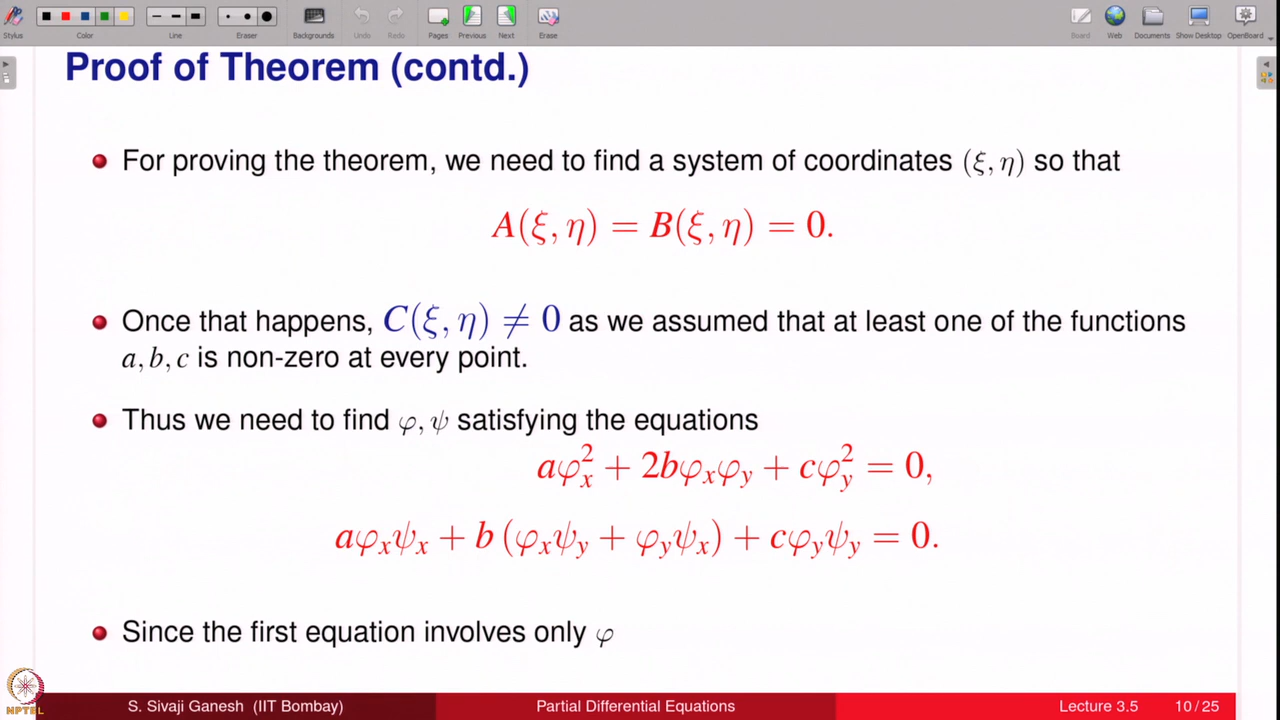 Stylus
Color
Line
Eraser
Backgrounds
Undo
Redo
Pages
Previous
Next
Erase
Board
Web
Documents
Show Desktop
OpenBoard
Proof of Theorem (contd.)
For proving the theorem, we need to find a system of coordinates (ξ, η) so that
A(ξ, η) = B(ξ, η) = 0.
Once that happens, C(ξ, η) ≠ 0 as we assumed that at least one of the functions
a, b, c is non-zero at every point.
Thus we need to find φ, ψ satisfying the equations
aφ_x^2 + 2bφ_xφ_y + cφ_y^2 = 0,
aφ_xψ_x + b (φ_xψ_y + φ_yψ_x) + cφ_yψ_y = 0.
Since the first equation involves only φ
NPTEL
S. Sivaji Ganesh (IIT Bombay)
Partial Differential Equations
Lecture 3.5
10 / 25